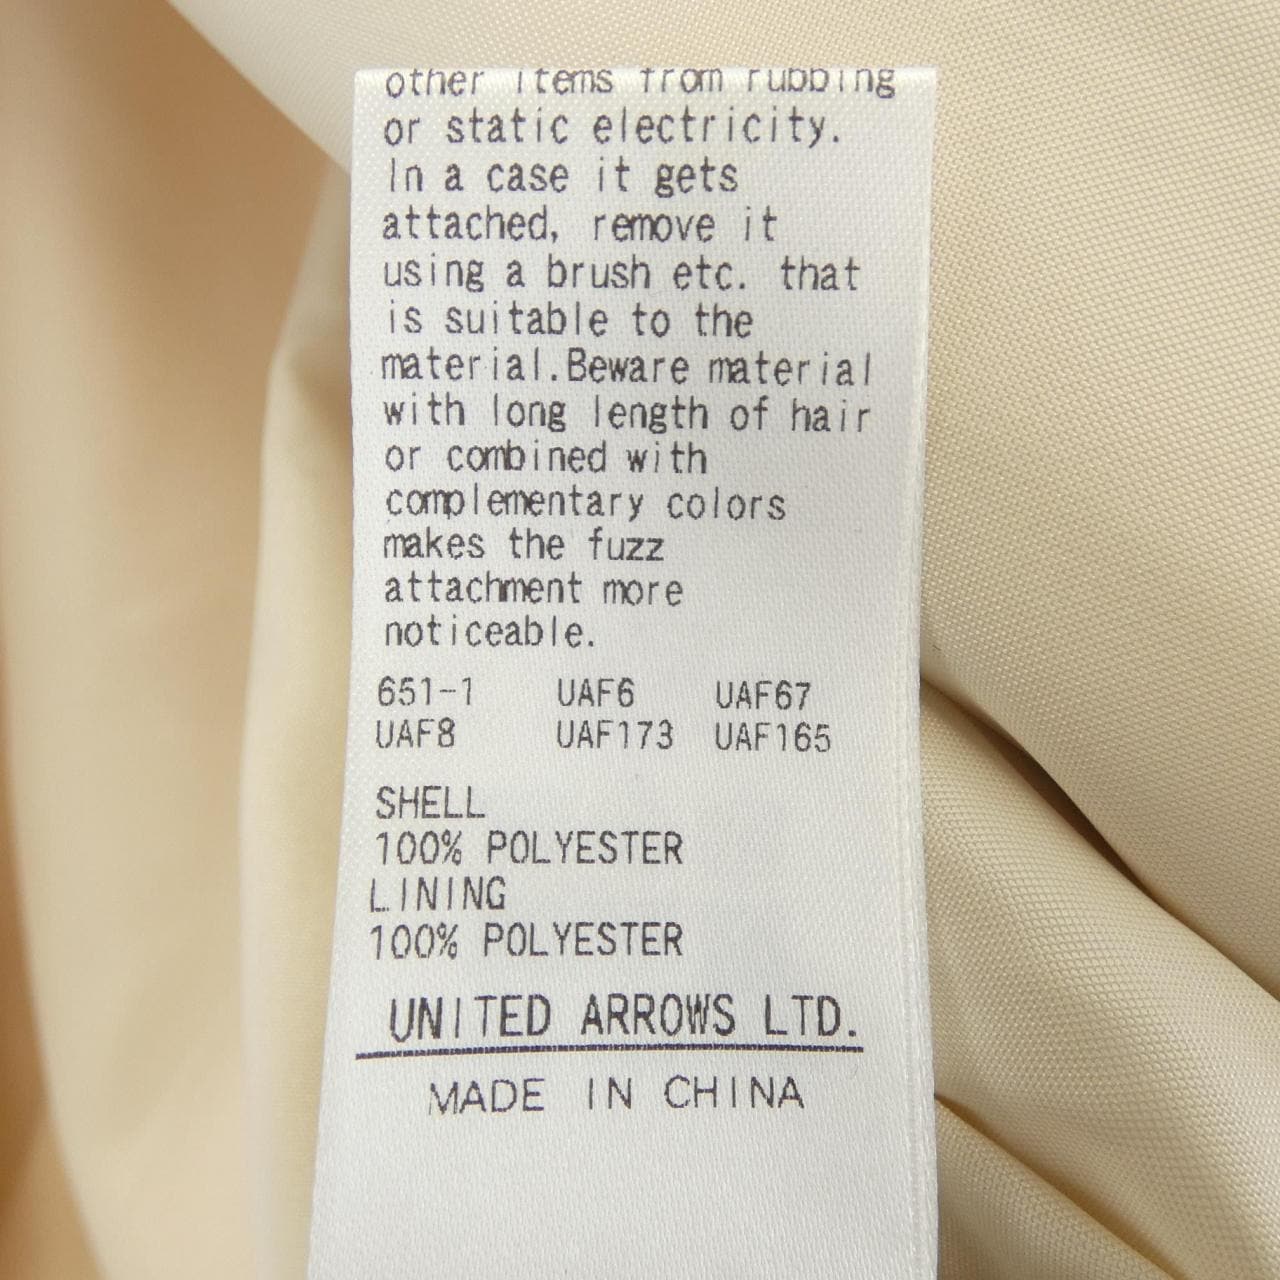 other items from rubbing
or static electricity.
In a case it gets
attached, remove it
using a brush etc. that
is suitable to the
material.Beware material
with long length of hair
or combined with
complementary colors
makes the fuzz
attachment more
noticeable.
651-1 UAF6 UAF67
UAF8 UAF173 UAF165
SHELL
100% POLYESTER
LINING
100% POLYESTER
UNITED ARROWS LTD.
MADE IN CHINA